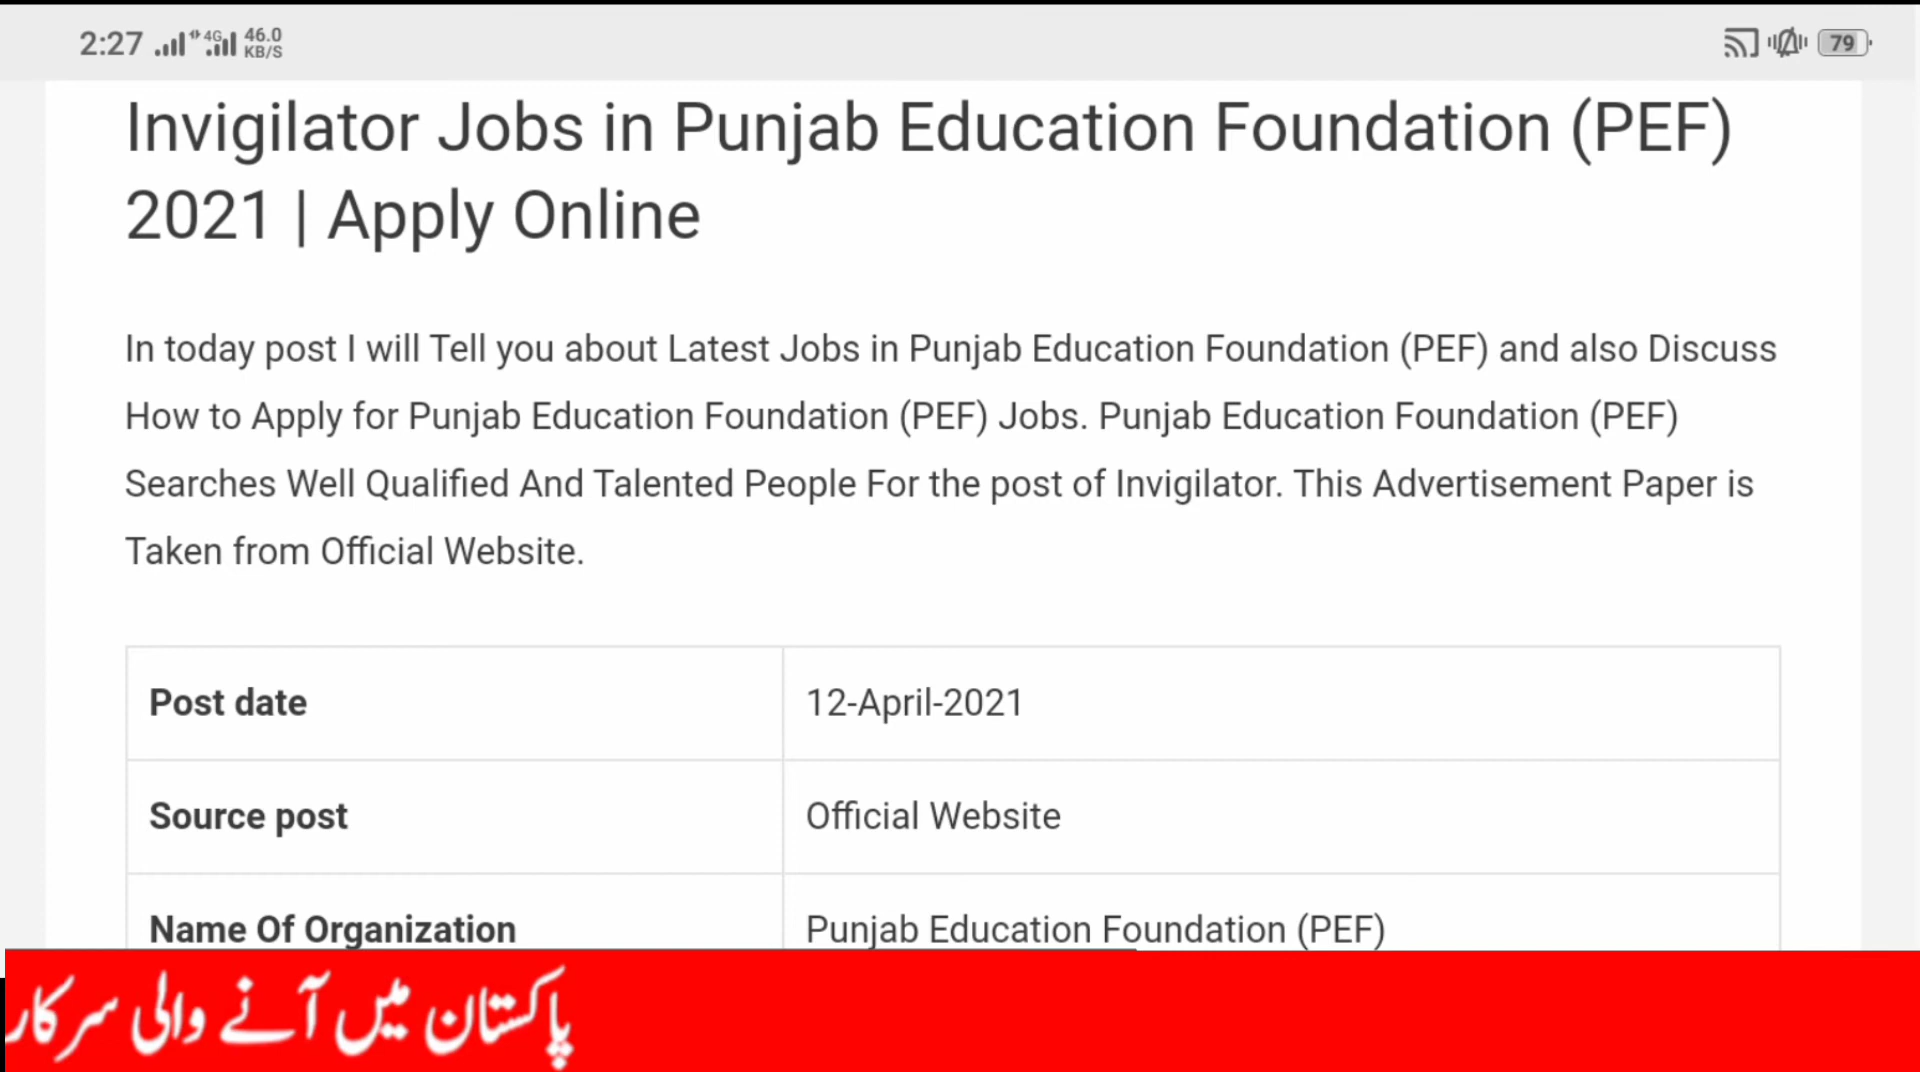 2:27 4G 46.0 KB/S 79
Invigilator Jobs in Punjab Education Foundation (PEF)
2021 | Apply Online
In today post I will Tell you about Latest Jobs in Punjab Education Foundation (PEF) and also Discuss
How to Apply for Punjab Education Foundation (PEF) Jobs. Punjab Education Foundation (PEF)
Searches Well Qualified And Talented People For the post of Invigilator. This Advertisement Paper is
Taken from Official Website.
Post date 12-April-2021
Source post Official Website
Name Of Organization Punjab Education Foundation (PEF)
پاکستان میں آنے والی سرکار